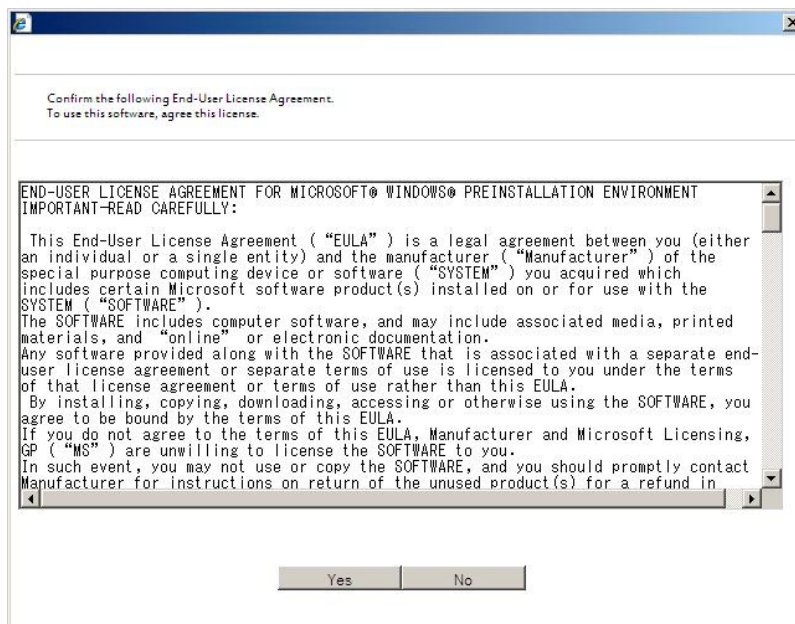 Confirm the following End-User License Agreement.
To use this software, agree this license.
END-USER LICENSE AGREEMENT FOR MICROSOFT® WINDOWS® PREINSTALLATION ENVIRONMENT
IMPORTANT-READ CAREFULLY:
This End-User License Agreement ( “EULA” ) is a legal agreement between you (either
an individual or a single entity) and the manufacturer ( “Manufacturer” ) of the
special purpose computing device or software ( “SYSTEM” ) you acquired which
includes certain Microsoft software product(s) installed on or for use with the
SYSTEM ( “SOFTWARE” ).
The SOFTWARE includes computer software, and may include associated media, printed
materials, and “online” or electronic documentation.
Any software provided along with the SOFTWARE that is associated with a separate end-
user license agreement or separate terms of use is licensed to you under the terms
of that license agreement or terms of use rather than this EULA.
By installing, copying, downloading, accessing or otherwise using the SOFTWARE, you
agree to be bound by the terms of this EULA.
If you do not agree to the terms of this EULA, Manufacturer and Microsoft Licensing,
GP ( “MS” ) are unwilling to license the SOFTWARE to you.
In such event, you may not use or copy the SOFTWARE, and you should promptly contact
Manufacturer for instructions on return of the unused product(s) for a refund in
Yes No